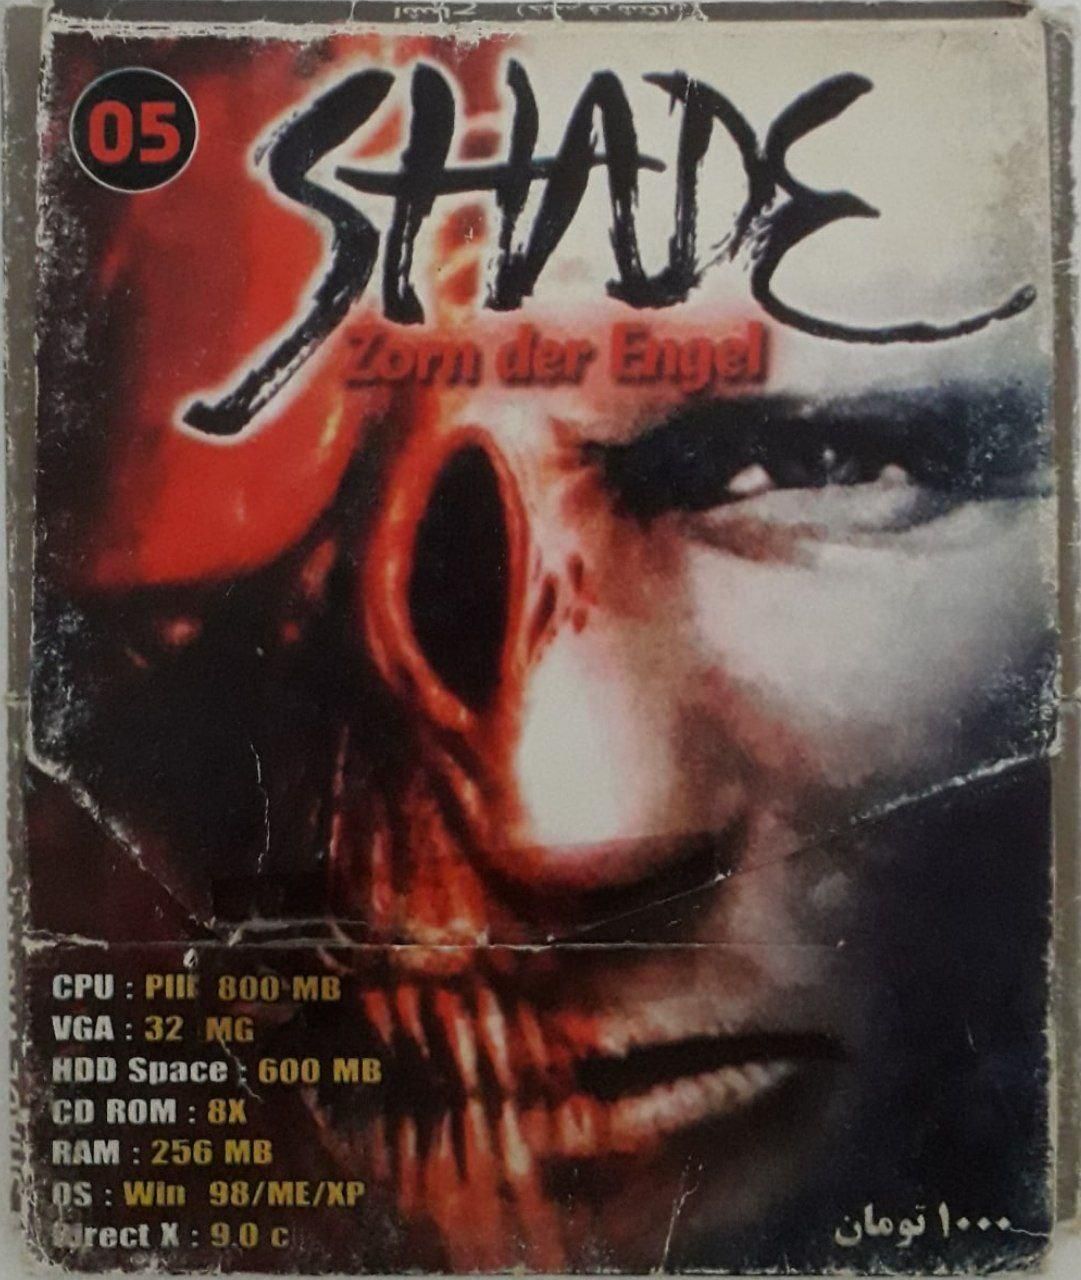 05
SHADE
Zorn der Engel
CPU : PIII 800 MB
VGA : 32 MG
HDD Space : 600 MB
CD ROM : 8X
RAM : 256 MB
OS : Win 98/ME/XP
Direct X : 9.0 c
۱۰۰۰ تومان